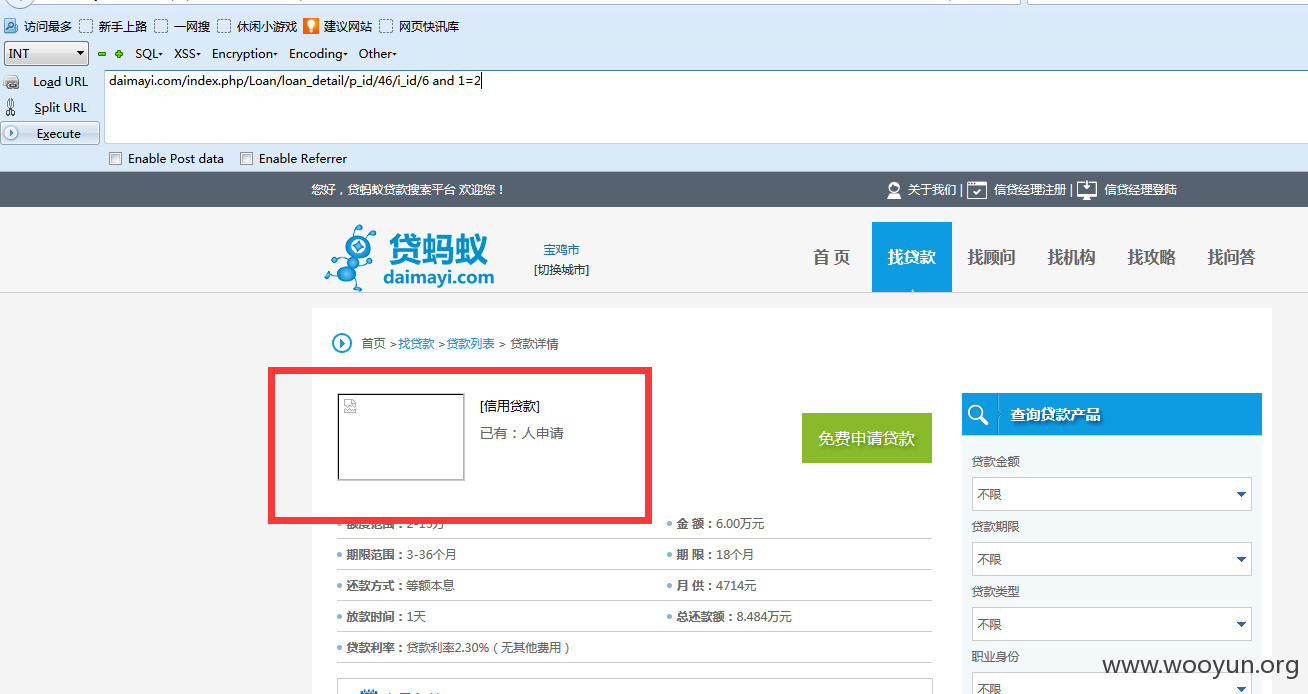 访问最多 新手上路 一网搜 休闲小游戏 建议网站 网页快讯库
INT SQL- XSS- Encryption- Encoding- Other-
Load URL daimayi.com/index.php/Loan/loan_detail/p_id/46/i_id/6 and 1=2
Split URL
Execute
Enable Post data Enable Referrer
您好，贷蚂蚁贷款搜索平台 欢迎您！ 关于我们 | 信贷经理注册 | 信贷经理登陆
贷蚂蚁
daimayi.com
宝鸡市
[切换城市]
首 页 找贷款 找顾问 找机构 找攻略 找问答
首页 >找贷款 >贷款列表 > 贷款详情
[信用贷款]
已有：人申请
免费申请贷款
额度范围：2-15万 金 额：6.00万元
期限范围：3-36个月 期 限：18个月
还款方式：等额本息 月 供：4714元
放款时间：1天 总还款额：8.484万元
贷款利率：贷款利率2.30%（无其他费用）
查询贷款产品
贷款金额
不限
贷款期限
不限
贷款类型
不限
职业身份
不限
www.wooyun.org